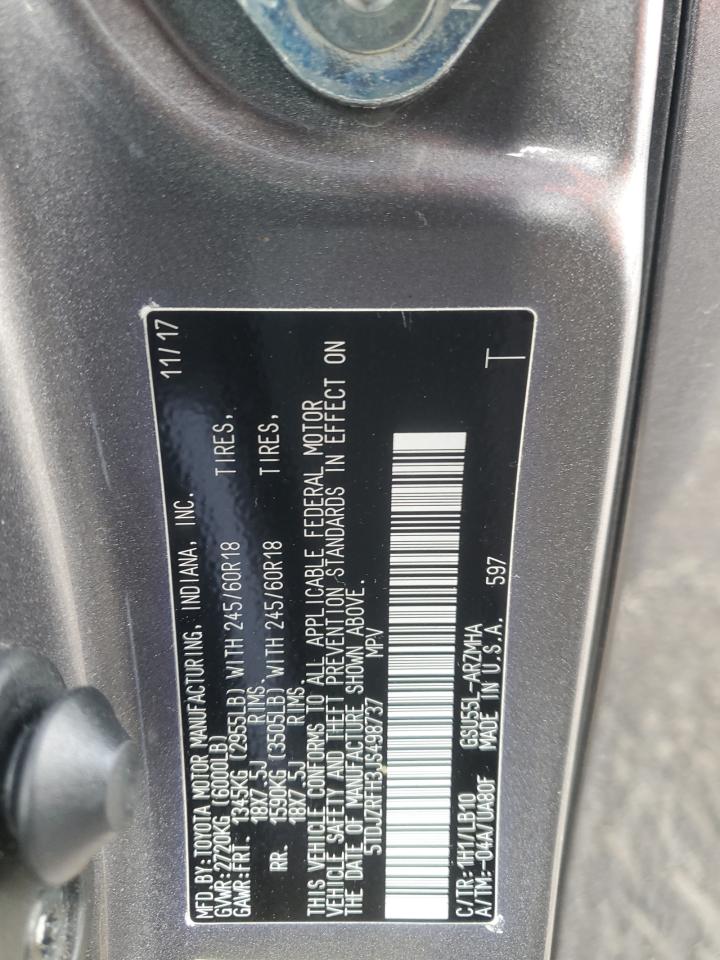 MFD.BY:TOYOTA MOTOR MANUFACTURING, INDIANA, INC. 11/17
GVWR:2720KG (6000LB)
GAWR:FRT. 1345KG (2955LB) WITH 245/60R18 TIRES,
18X7.5J RIMS.
RR. 1590KG (3505LB) WITH 245/60R18 TIRES,
18X7.5J RIMS
THIS VEHICLE CONFORMS TO ALL APPLICABLE FEDERAL MOTOR
VEHICLE SAFETY AND THEFT PREVENTION STANDARDS IN EFFECT ON
THE DATE OF MANUFACTURE SHOWN ABOVE.
5TDJZRFH3JS498737 MPV
C/TR:1H1/LB10 GSU55L-ARZMHA
A/TM:-04A/UA80F MADE IN U.S.A. 597 T